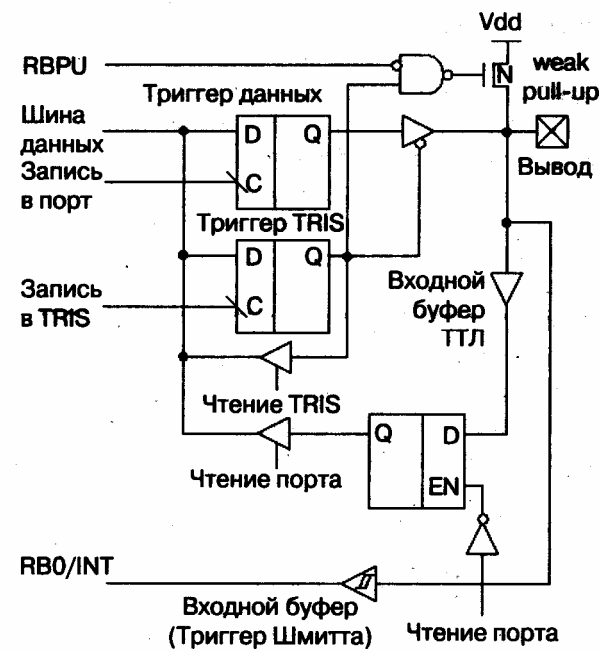 Vdd
RBPU
N
weak
pull-up
Триггер данных
Шина
данных
D
Q
Вывод
Запись
в порт
C
Триггер TRIS
D
Q
Запись
в TRIS
C
Входной
буфер
ТТЛ
Чтение TRIS
Q
D
Чтение порта
EN
RB0/INT
Входной буфер
(Триггер Шмитта)
Чтение порта